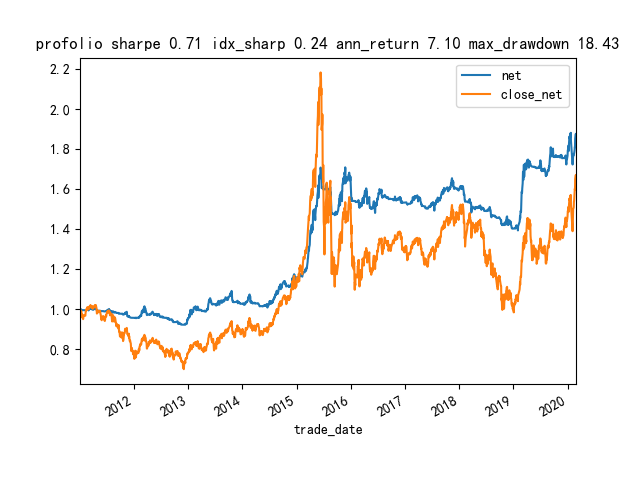 profolio sharpe 0.71 idx_sharp 0.24 ann_return 7.10 max_drawdown 18.43
net
close_net
2.2
2.0
1.8
1.6
1.4
1.2
1.0
0.8
2012 2013 2014 2015 2016 2017 2018 2019 2020
trade_date